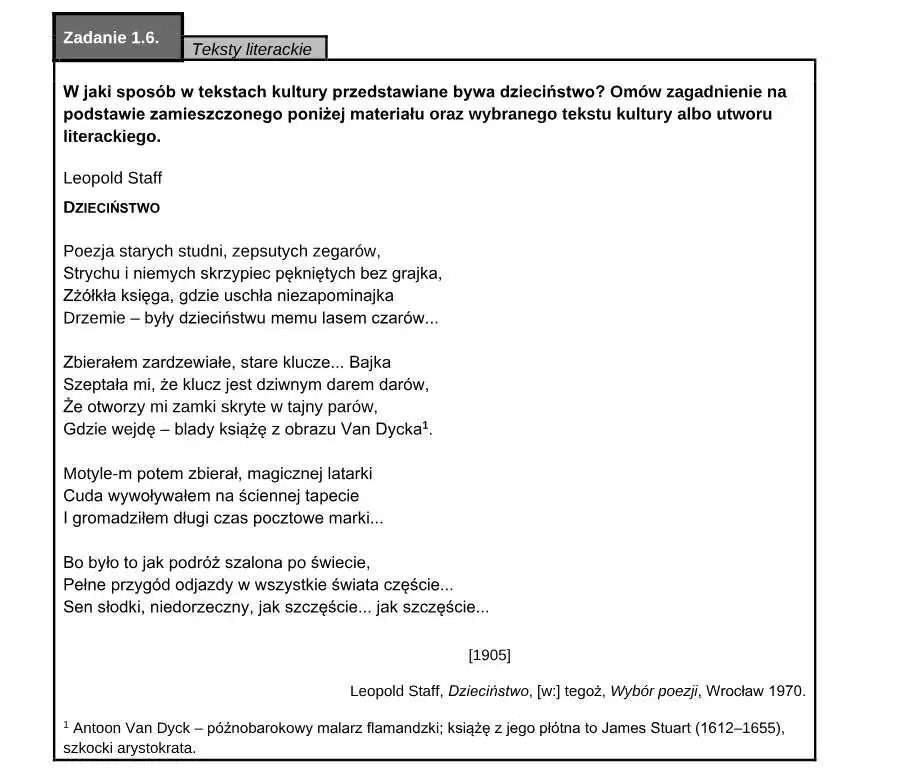 Zadanie 1.6.
Teksty literackie
W jaki sposób w tekstach kultury przedstawiane bywa dzieciństwo? Omów zagadnienie na
podstawie zamieszczonego poniżej materiału oraz wybranego tekstu kultury albo utworu
literackiego.
Leopold Staff
DZIECIŃSTWO
Poezja starych studni, zepsutych zegarów,
Strychu i niemych skrzypiec pękniętych bez grajka,
Zżółkła księga, gdzie uschła niezapominajka
Drzemie – były dzieciństwu memu lasem czarów...
Zbierałem zardzewiałe, stare klucze... Bajka
Szeptała mi, że klucz jest dziwnym darem darów,
Że otworzy mi zamki skryte w tajny parów,
Gdzie wejdę – blady książę z obrazu Van Dycka¹.
Motyle-m potem zbierał, magicznej latarki
Cuda wywoływałem na ściennej tapecie
I gromadziłem długi czas pocztowe marki...
Bo było to jak podróż szalona po świecie,
Pełne przygód odjazdy w wszystkie świata częście...
Sen słodki, niedorzeczny, jak szczęście... jak szczęście...
[1905]
Leopold Staff, Dzieciństwo, [w:] tegoż, Wybór poezji, Wrocław 1970.
¹ Antoon Van Dyck – późnobarokowy malarz flamandzki; książę z jego płótna to James Stuart (1612–1655),
szkocki arystokrata.